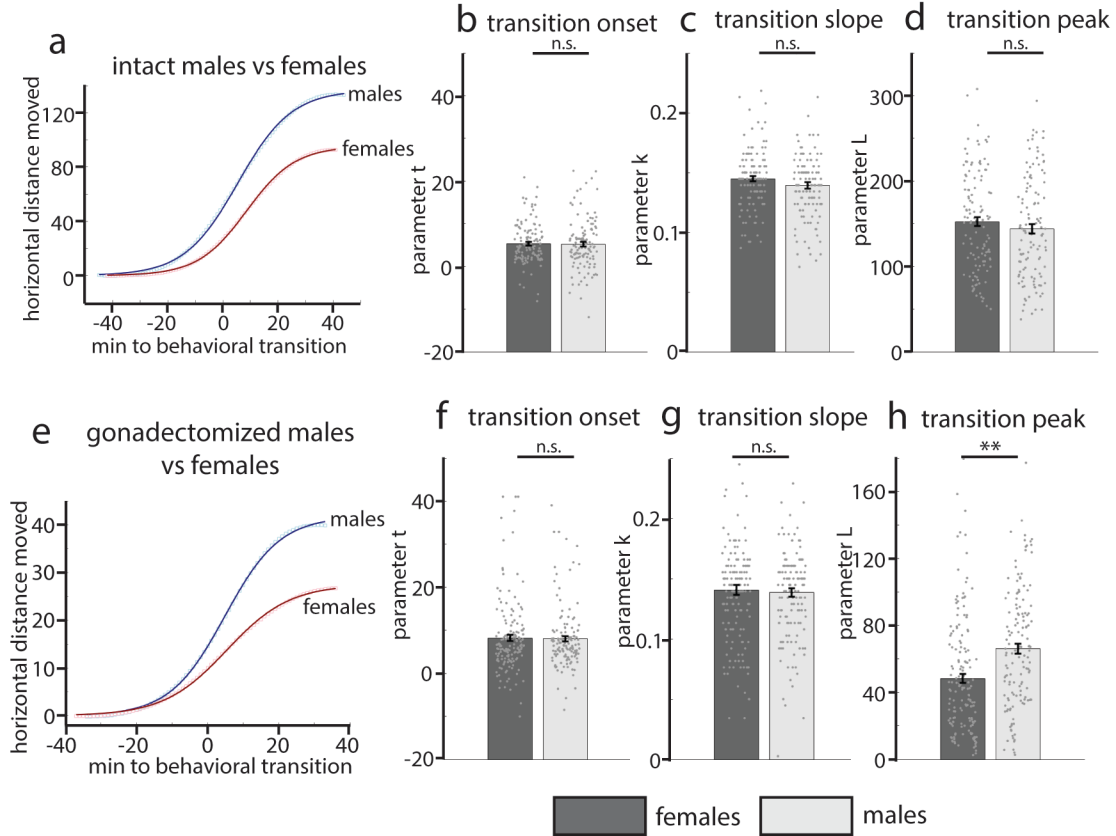 a
intact males vs females
horizontal distance moved
120
80
40
0
males
females
-40
-20
0
20
40
min to behavioral transition
b
transition onset
n.s.
parameter t
40
20
0
-20
c
transition slope
n.s.
parameter k
0.2
0.1
0
d
transition peak
n.s.
parameter L
300
200
150
100
0
e
gonadectomized males
vs females
horizontal distance moved
40
30
20
10
0
males
females
-40
-20
0
20
40
min to behavioral transition
f
transition onset
n.s.
parameter t
40
20
0
-20
g
transition slope
n.s.
parameter k
0.2
0.1
0
h
transition peak
**
parameter L
160
120
80
40
0
females
males